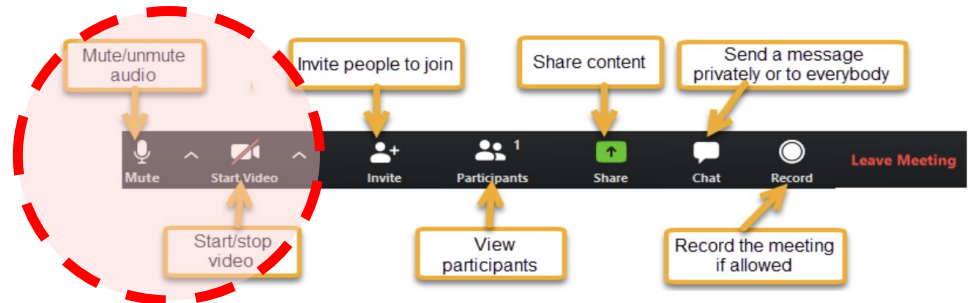 Mute/unmute
audio
Invite people to join
Share content
Send a message
privately or to everybody
1
Mute
Start Video
Invite
Participants
Share
Chat
Record
Leave Meeting
Start/stop
video
View
participants
Record the meeting
if allowed